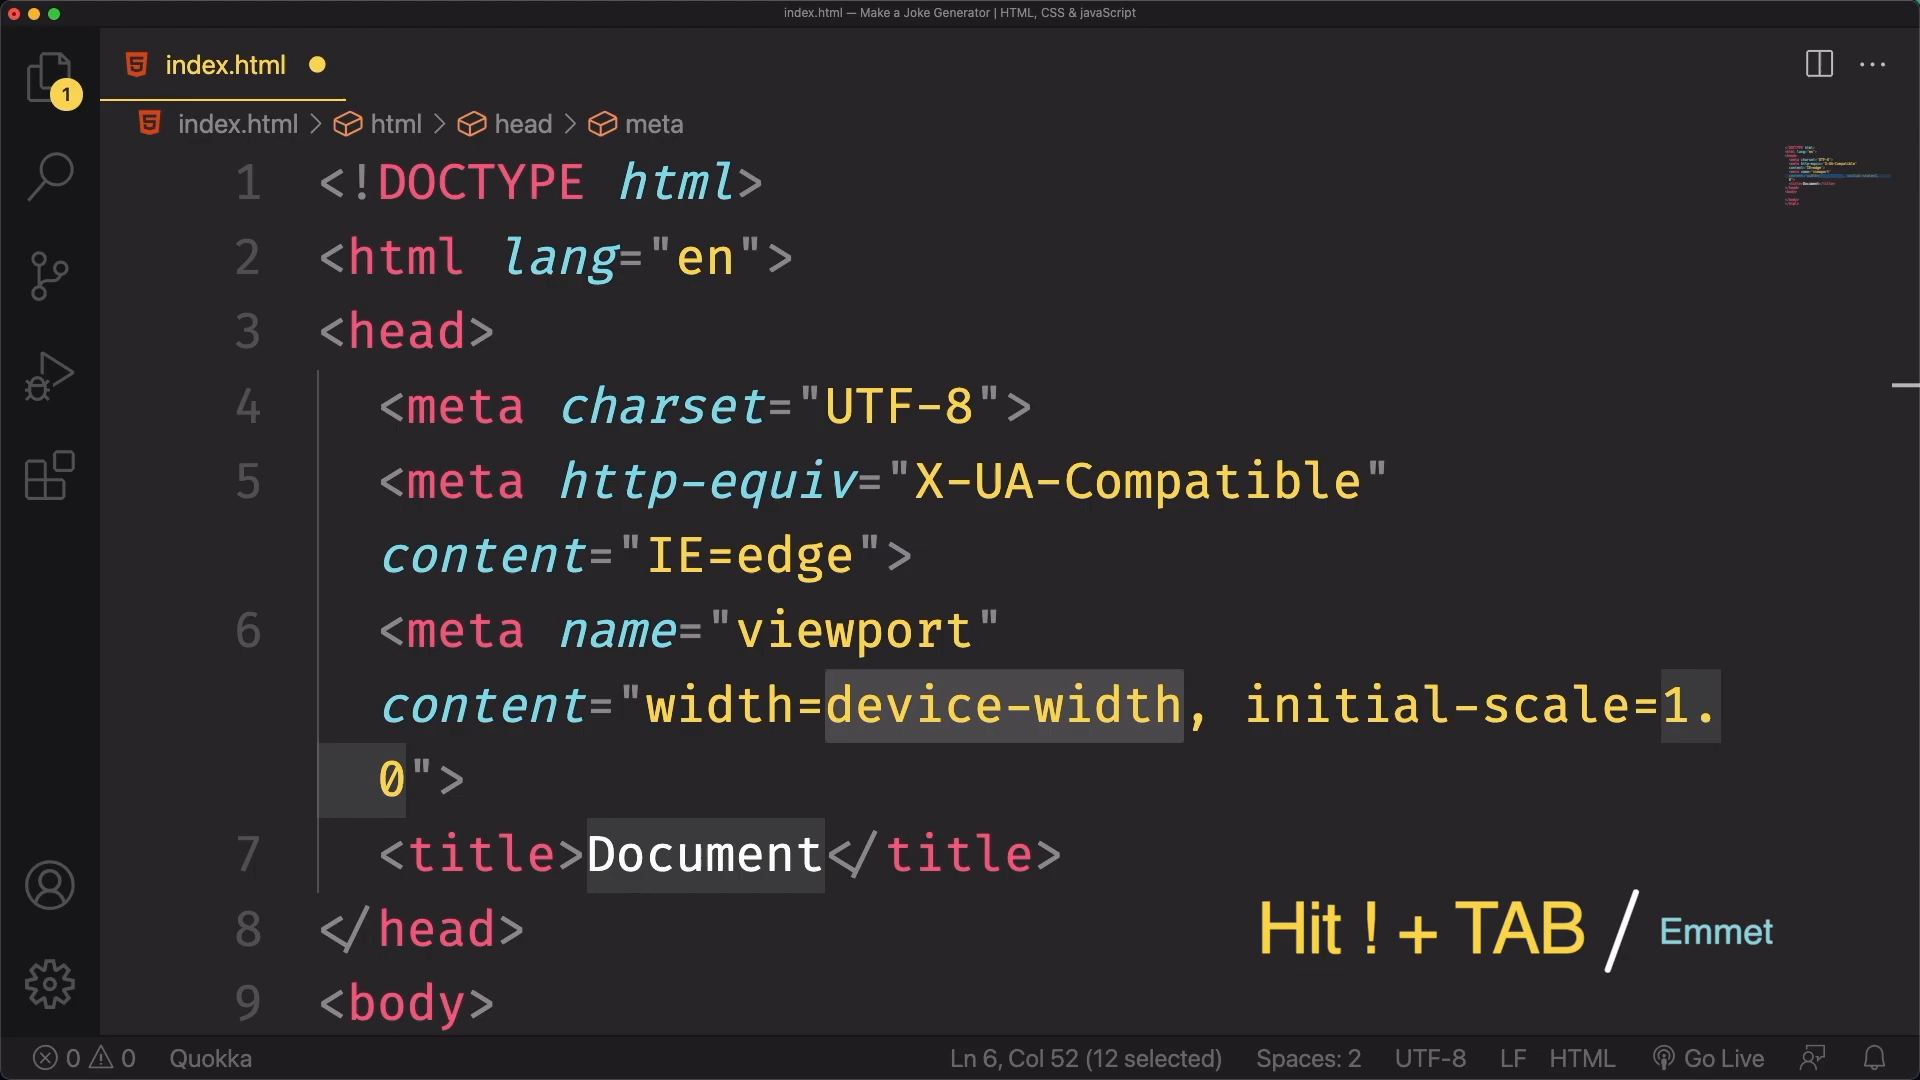 index.html — Make a Joke Generator | HTML, CSS & javaScript
index.html
1
index.html > html > head > meta
1 <!DOCTYPE html>
2 <html lang="en">
3 <head>
4 <meta charset="UTF-8">
5 <meta http-equiv="X-UA-Compatible"
content="IE=edge">
6 <meta name="viewport"
content="width=device-width, initial-scale=1.
0">
7 <title>Document</title>
8 </head>
9 <body>
Hit ! + TAB / Emmet
0 0 Quokka Ln 6, Col 52 (12 selected) Spaces: 2 UTF-8 LF HTML Go Live